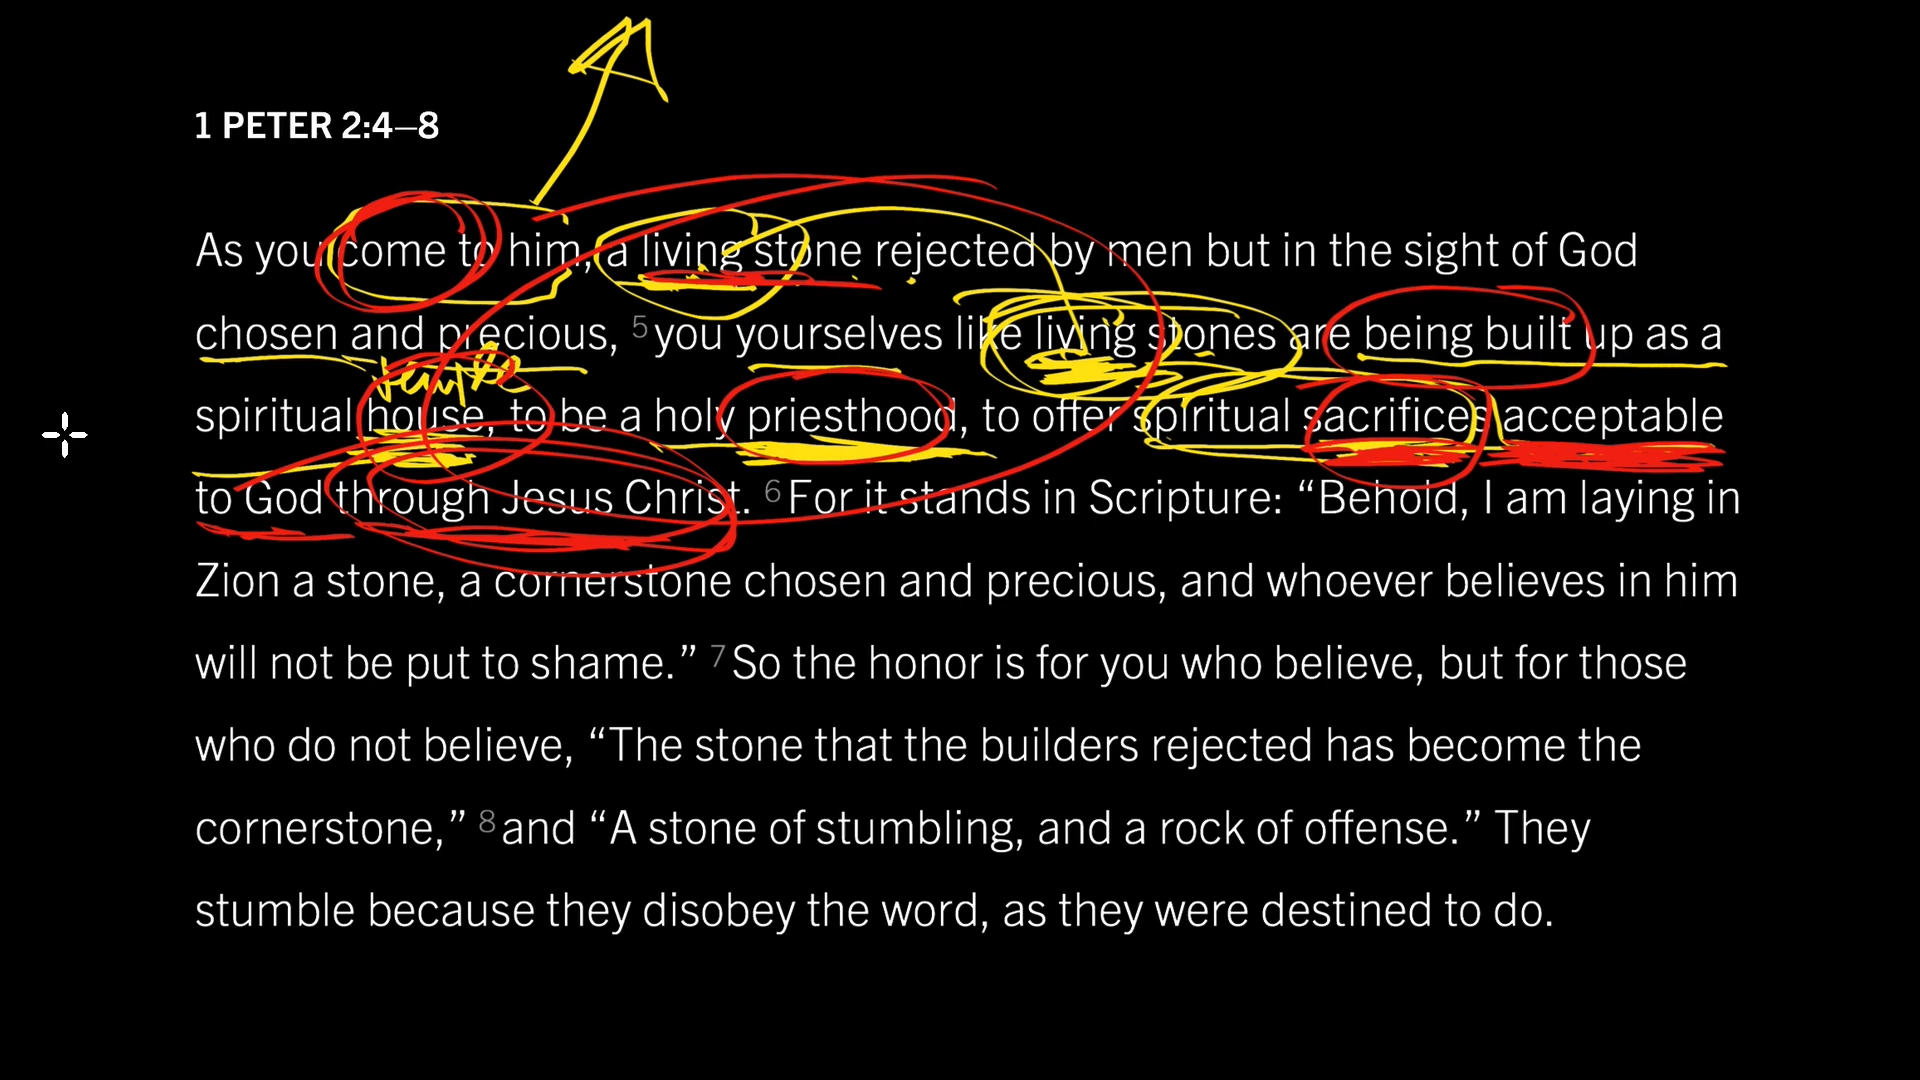 1 PETER 2:4–8
As you come to him, a living stone rejected by men but in the sight of God
chosen and precious, 5 you yourselves like living stones are being built up as a
temple
spiritual house, to be a holy priesthood, to offer spiritual sacrifices acceptable
to God through Jesus Christ. 6 For it stands in Scripture: “Behold, I am laying in
Zion a stone, a cornerstone chosen and precious, and whoever believes in him
will not be put to shame.” 7 So the honor is for you who believe, but for those
who do not believe, “The stone that the builders rejected has become the
cornerstone,” 8 and “A stone of stumbling, and a rock of offense.” They
stumble because they disobey the word, as they were destined to do.